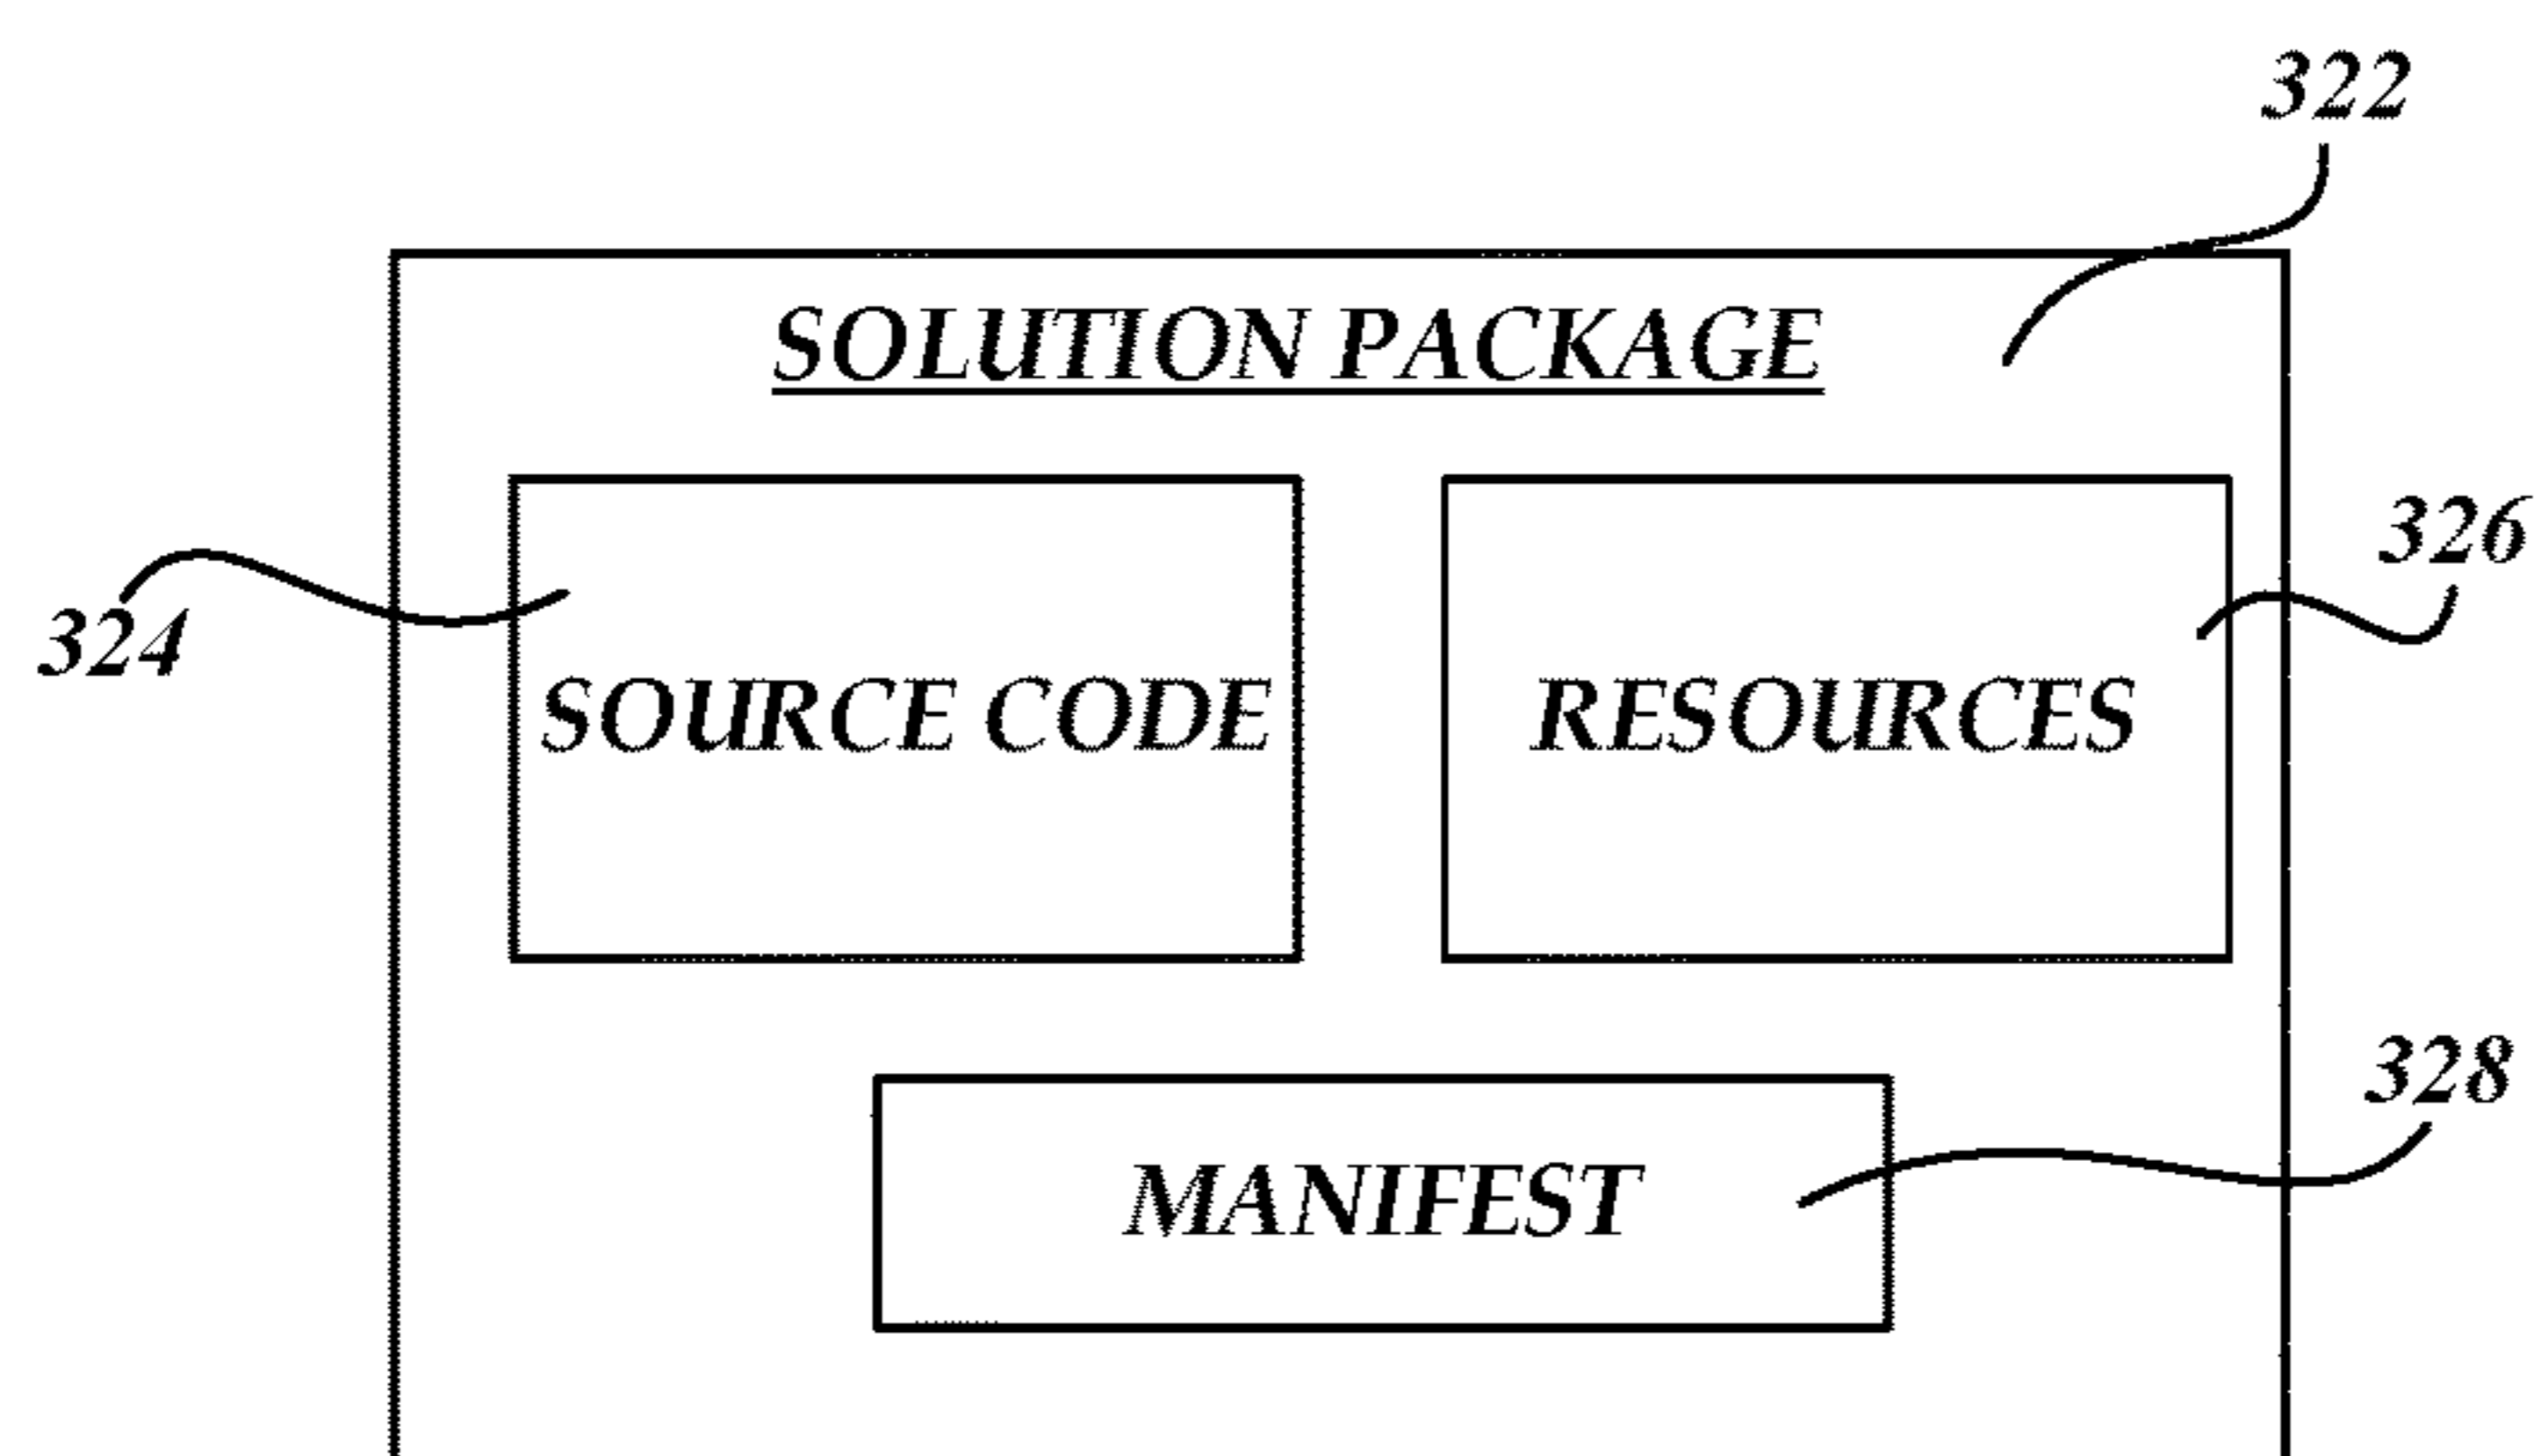 322
SOLUTION PACKAGE
326
324
SOURCE CODE
RESOURCES
328
MANIFEST